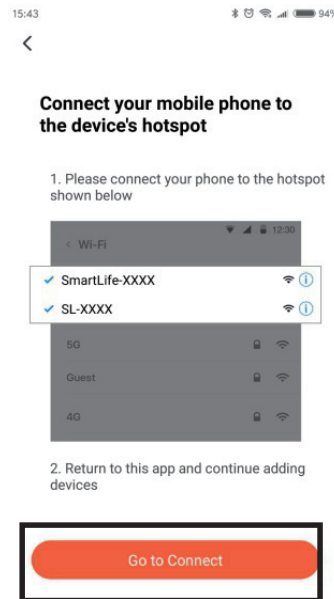 15:43
94%
Connect your mobile phone to
the device's hotspot
1. Please connect your phone to the hotspot
shown below
12:30
Wi-Fi
SmartLife-XXXX
SL-XXXX
5G
Guest
4G
2. Return to this app and continue adding
devices
Go to Connect